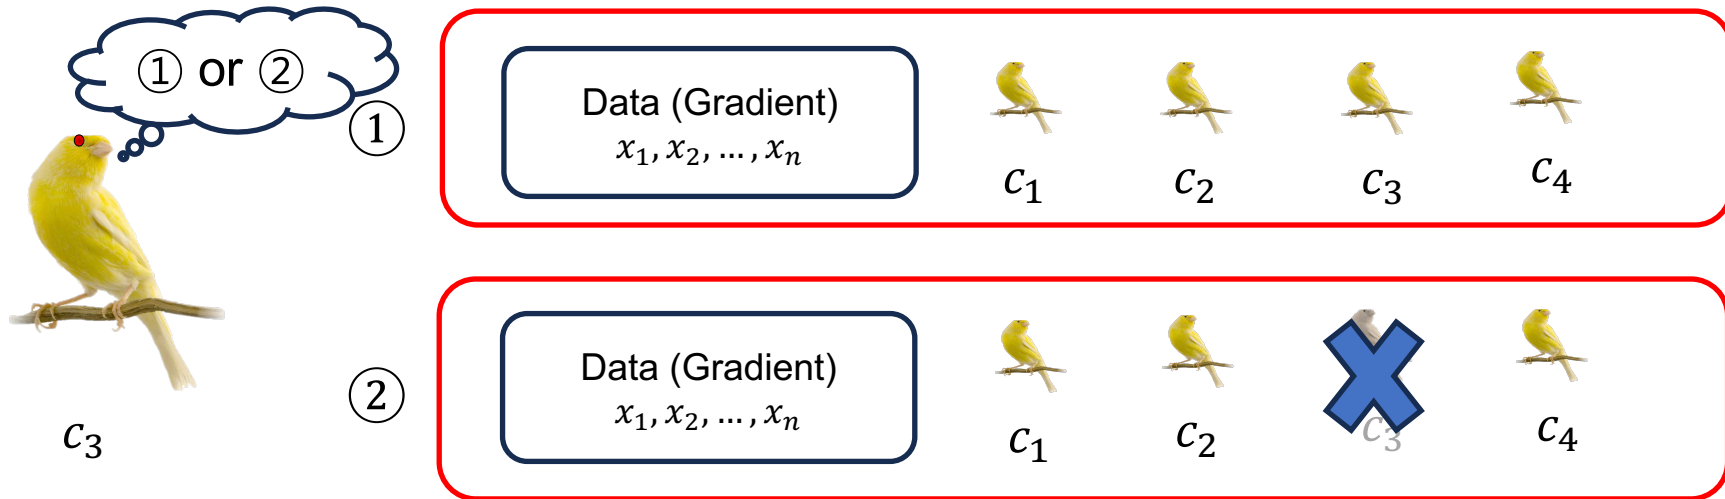 ① or ②
①
Data (Gradient)
x₁, x₂, ... , xₙ
c₁ c₂ c₃ c₄
c₃
②
Data (Gradient)
x₁, x₂, ... , xₙ
c₁ c₂ c₃ c₄